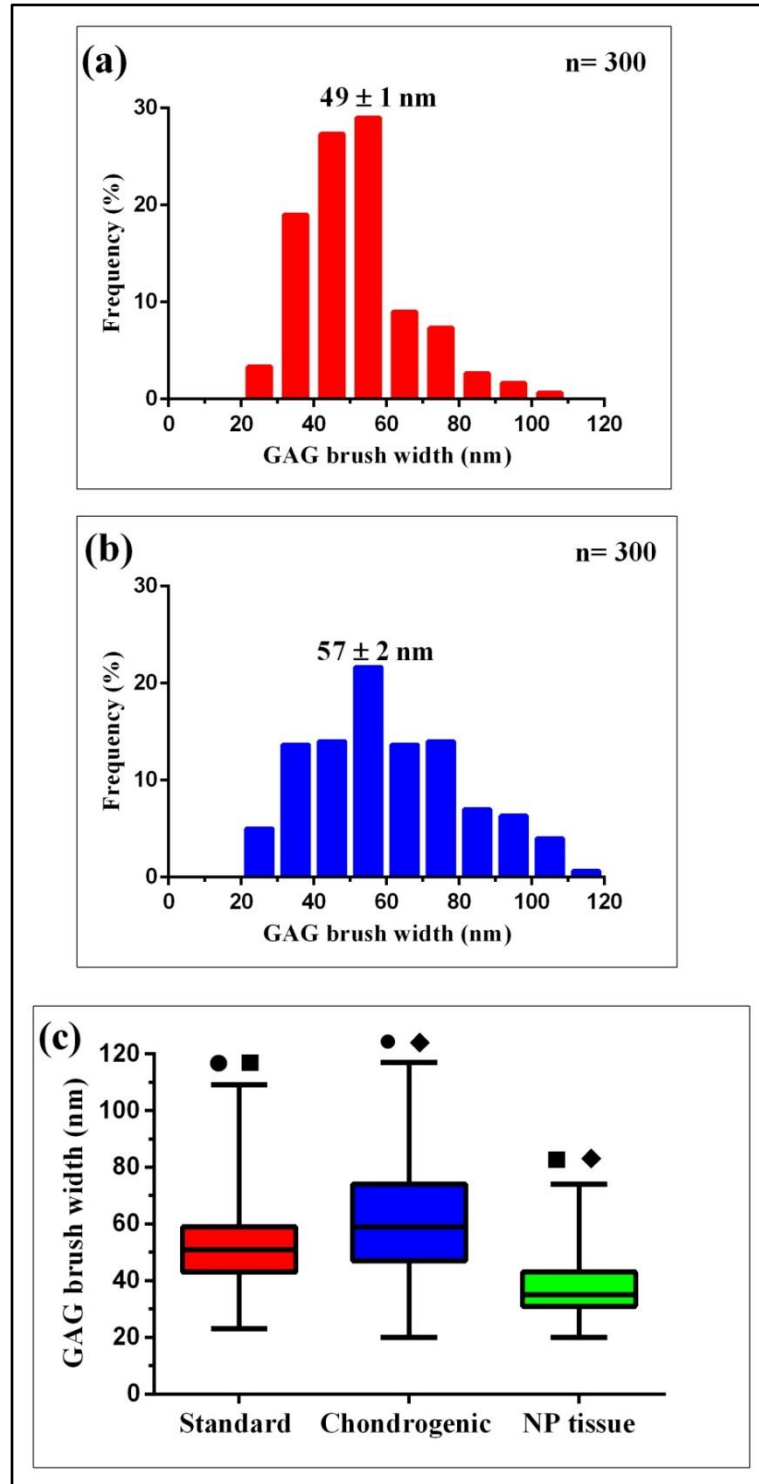 (a)
n= 300
49 ± 1 nm
Frequency (%)
30
20
10
0
0 20 40 60 80 100 120
GAG brush width (nm)
(b)
n= 300
57 ± 2 nm
Frequency (%)
30
20
10
0
0 20 40 60 80 100 120
GAG brush width (nm)
(c)
GAG brush width (nm)
120
100
80
60
40
20
0
Standard Chondrogenic NP tissue